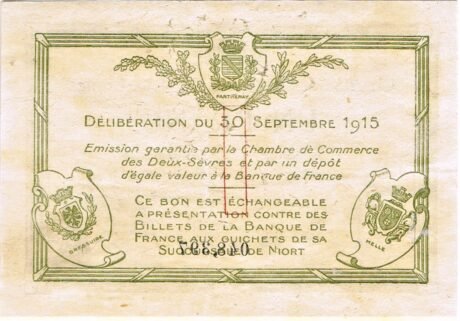 PARTHENAY
DÉLIBÉRATION DU 30 SEPTEMBRE 1915
Emission garantie par la Chambre de Commerce
des Deux-Sèvres et par un dépôt
d'égale valeur à la Banque de France
CE BON EST ÉCHANGEABLE
A PRÉSENTATION CONTRE DES
BILLETS DE LA BANQUE DE
FRANCE AUX GUICHETS DE SA
SUCCURSALE DE NIORT
BRESSUIRE
MELLE